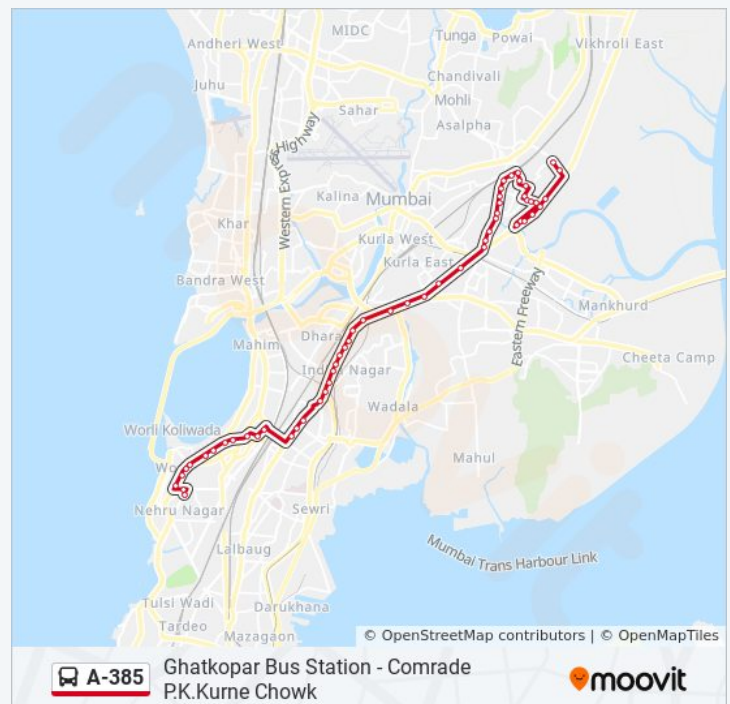 MIDC
Tunga
Powai
Vikhroli East
Andheri West
Chandivali
Juhu
Mohli
Sahar
Asalpha
Western Express Highway
Kalina
Mumbai
Khar
Kurla West
Kurla East
Bandra West
Eastern Freeway
Mankhurd
Dhara
Mahim
Cheeta Camp
Nagar
Wadala
Worli Koliwada
Mahul
Nehru Nagar
Sewri
Lalbaug
Mumbai Trans Harbour Link
Tulsi Wadi
Darukhana
Tardeo
Mazagaon
© OpenStreetMap contributors | © OpenMapTiles
A-385
Ghatkopar Bus Station - Comrade
P.K.Kurne Chowk
moovit